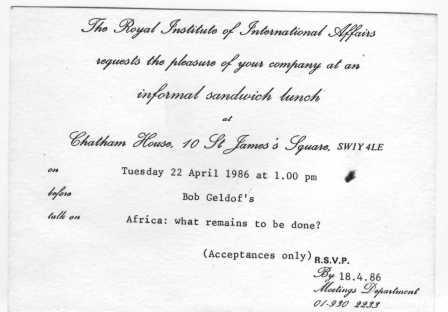 The Royal Institute of International Affairs
requests the pleasure of your company at an
informal sandwich lunch
at
Chatham House, 10 St James's Square, SW1Y 4LE
on Tuesday 22 April 1986 at 1.00 pm
before Bob Geldof's
talk on Africa: what remains to be done?
(Acceptances only) R.S.V.P.
By 18.4.86
Meetings Department
01-930 2233